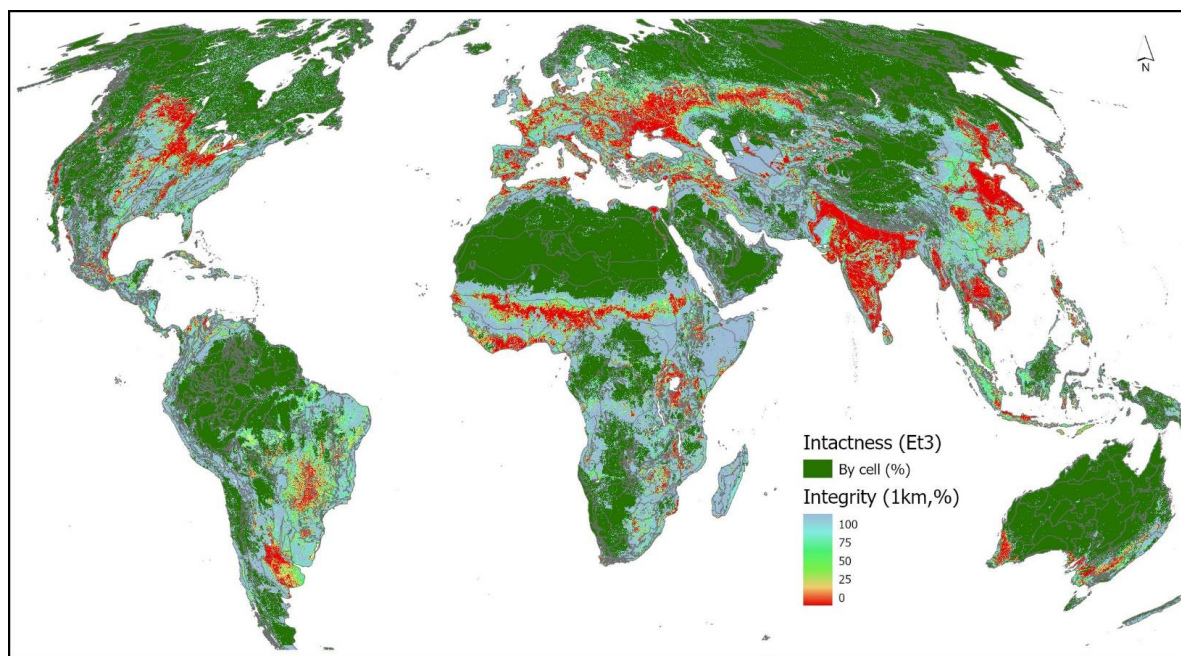 N
Intactness (Et3)
By cell (%)
Integrity (1km,%)
100
75
50
25
0